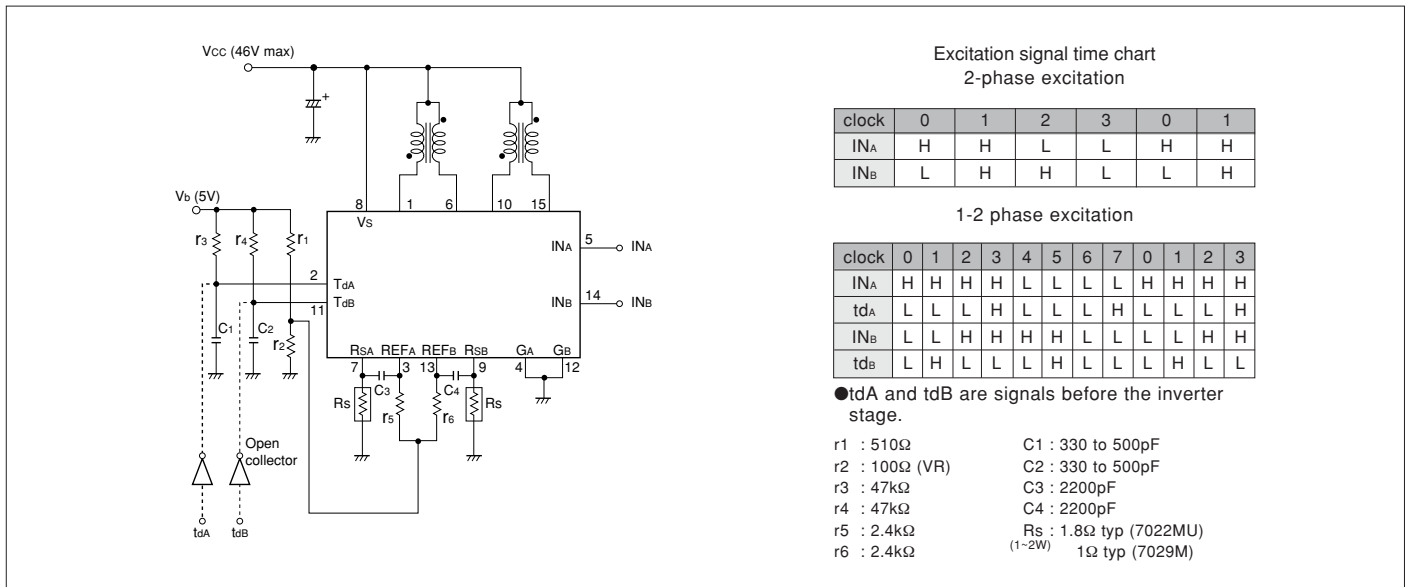 Vcc (46V max)
+
Vb (5V)
r3
r4
r1
8
1
6
10
15
Vs
2
TdA
11
TdB
INA
5
INA
INB
14
INB
C1
C2
r2
RSA
REFA
REFB
RSB
GA
GB
7
3
13
9
4
12
C3
C4
Rs
r5
r6
Rs
Open
collector
tdA
tdB
Excitation signal time chart
2-phase excitation
clock 0 1 2 3 0 1
INA H H L L H H
INB L H H L L H
1-2 phase excitation
clock 0 1 2 3 4 5 6 7 0 1 2 3
INA H H H H L L L L H H H H
tdA L L L H L L L H L L L H
INB L L H H H H L L L L H H
tdB L H L L L H L L L H L L
●tdA and tdB are signals before the inverter
stage.
r1 : 510Ω
r2 : 100Ω (VR)
r3 : 47kΩ
r4 : 47kΩ
r5 : 2.4kΩ
r6 : 2.4kΩ
C1 : 330 to 500pF
C2 : 330 to 500pF
C3 : 2200pF
C4 : 2200pF
Rs : 1.8Ω typ (7022MU)
(1~2W) 1Ω typ (7029M)